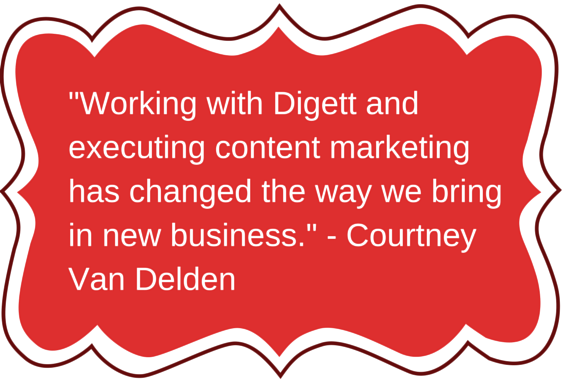 "Working with Digett and
executing content marketing
has changed the way we bring
in new business." - Courtney
Van Delden